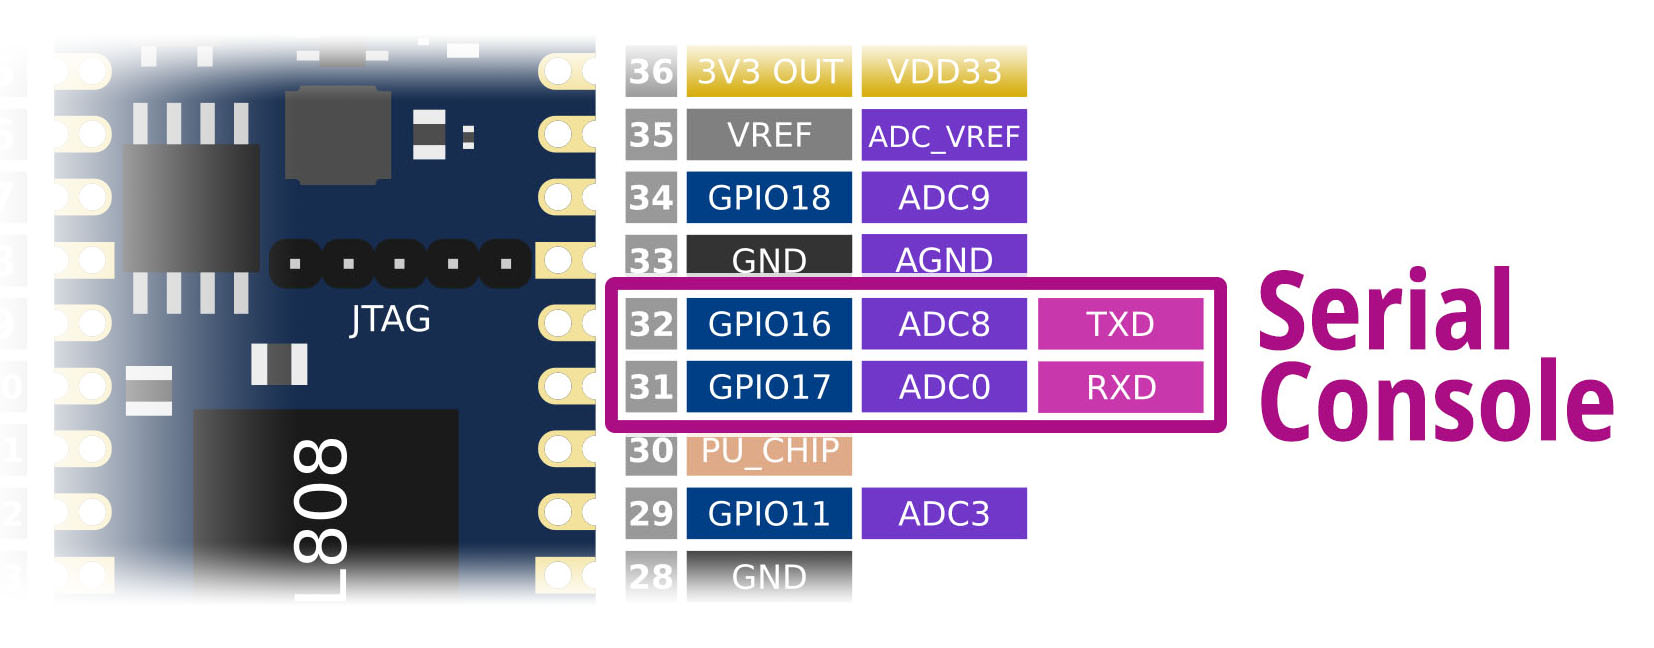 36 3V3 OUT VDD33
35 VREF ADC_VREF
34 GPIO18 ADC9
33 GND AGND
32 GPIO16 ADC8 TXD
31 GPIO17 ADC0 RXD
30 PU_CHIP
29 GPIO11 ADC3
28 GND
JTAG
L808
Serial
Console